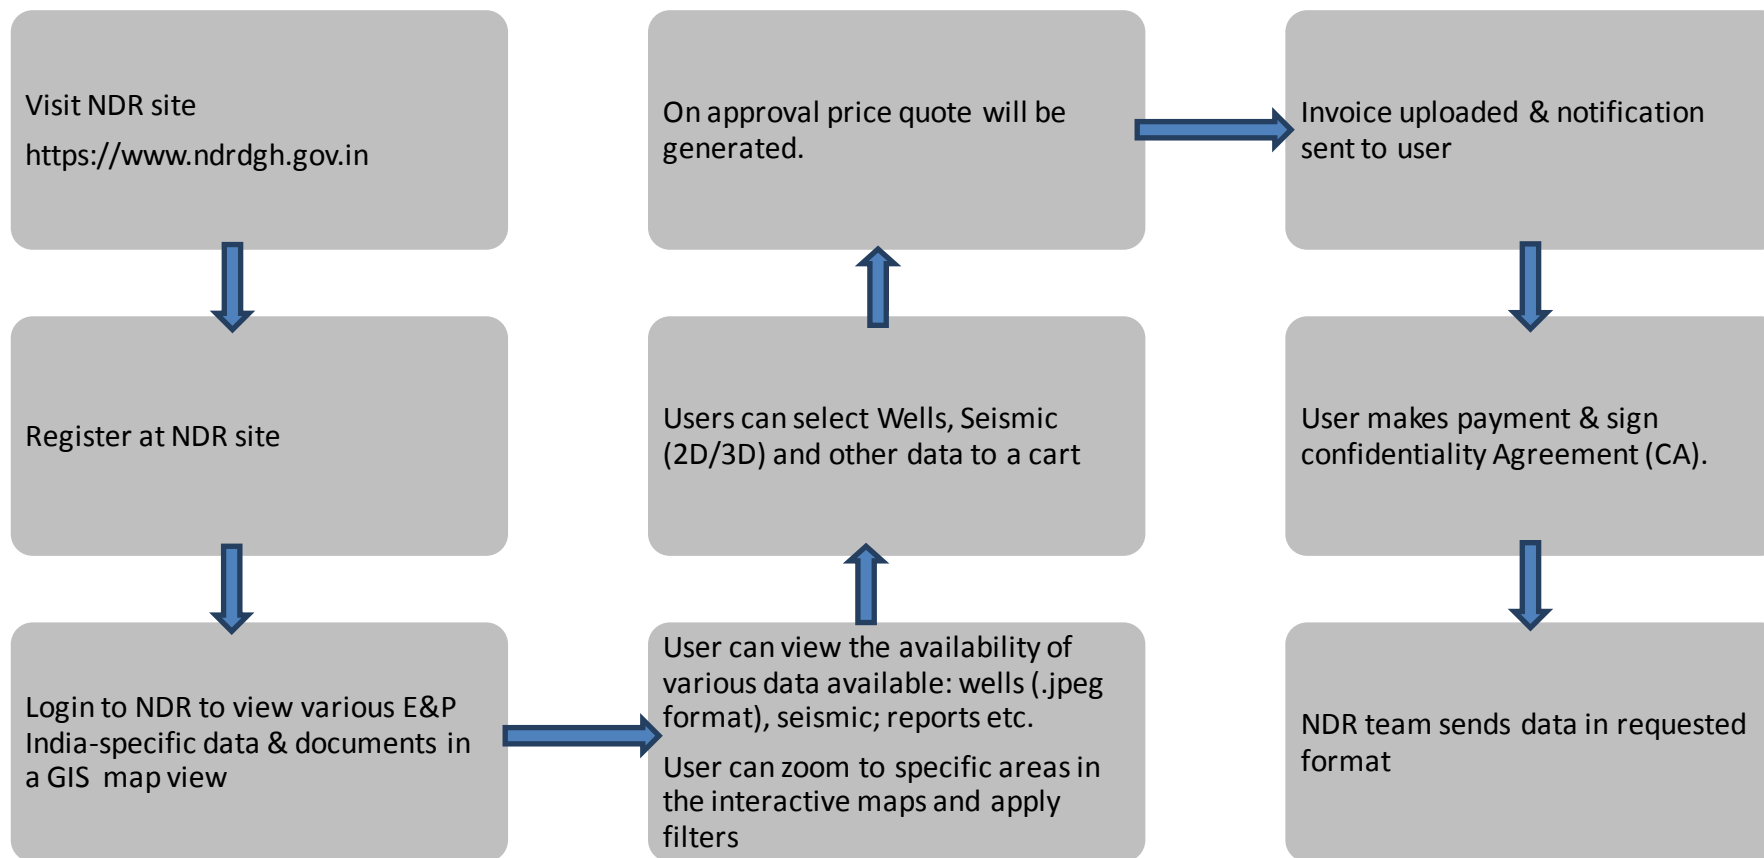 Visit NDR site
https://www.ndrdgh.gov.in
Register at NDR site
Login to NDR to view various E&P
India-specific data & documents in
a GIS map view
User can view the availability of
various data available: wells (.jpeg
format), seismic; reports etc.
User can zoom to specific areas in
the interactive maps and apply
filters
Users can select Wells, Seismic
(2D/3D) and other data to a cart
On approval price quote will be
generated.
Invoice uploaded & notification
sent to user
User makes payment & sign
confidentiality Agreement (CA).
NDR team sends data in requested
format